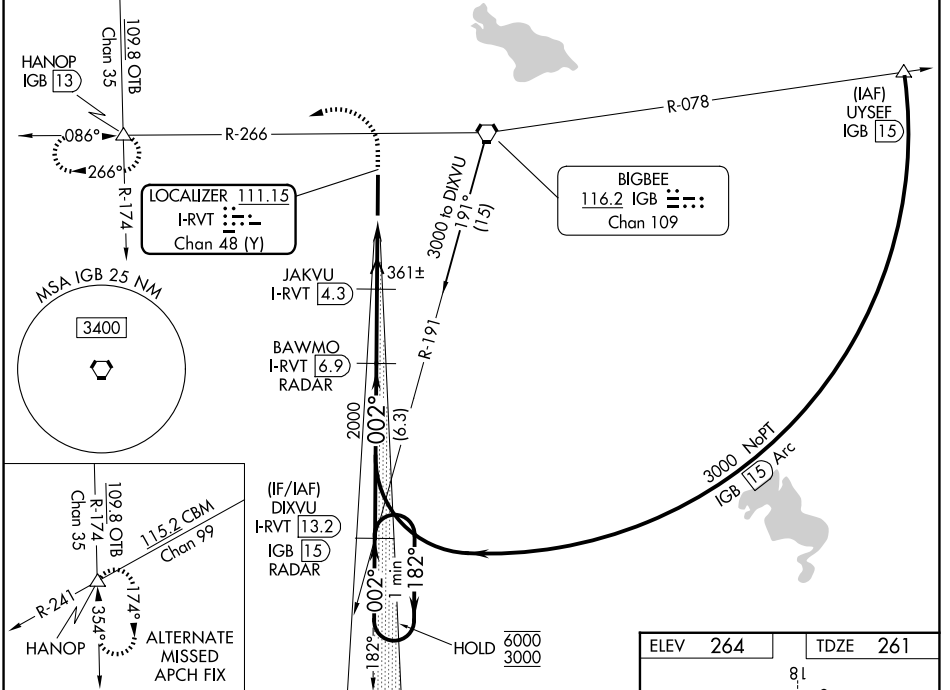 109.8 OTB
Chan 35
HANOP
IGB 13
086°
266°
R-266
R-174
LOCALIZER 111.15
I-RVT
Chan 48 (Y)
R-078
(IAF)
UYSEF
IGB 15
BIGBEE
116.2 IGB
Chan 109
3000 to DIXVU
191°
(15)
R-191
MSA IGB 25 NM
3400
JAKVU
I-RVT 4.3
361±
BAWMO
I-RVT 6.9
RADAR
2000
002°
(6.3)
3000 NoPT
IGB 15 Arc
(IF/IAF)
DIXVU
I-RVT 13.2
IGB 15
RADAR
002°
1 min
182°
182°
HOLD 6000
3000
109.8 OTB
Chan 35
R-174
115.2 CBM
Chan 99
R-241
354°
174°
HANOP
ALTERNATE
MISSED
APCH FIX
ELEV 264
TDZE 261
18